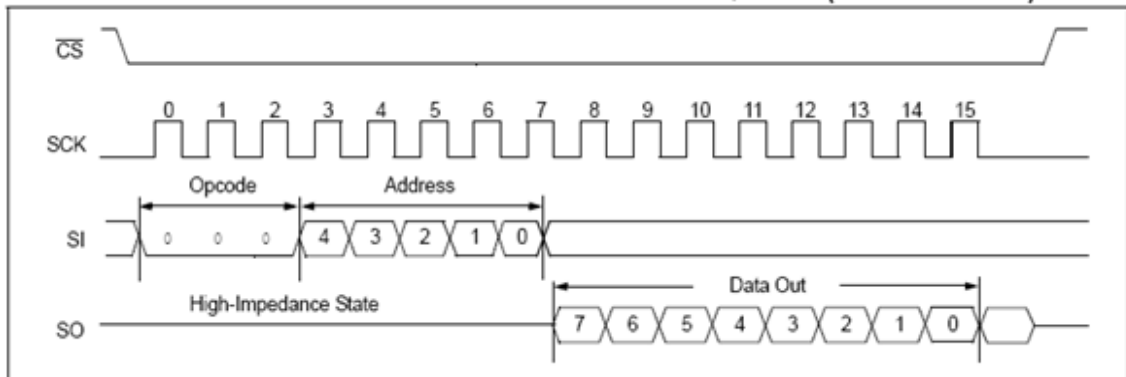 CS
0 1 2 3 4 5 6 7 8 9 10 11 12 13 14 15
SCK
Opcode Address
SI 0 0 0 4 3 2 1 0
Data Out
High-Impedance State
SO 7 6 5 4 3 2 1 0